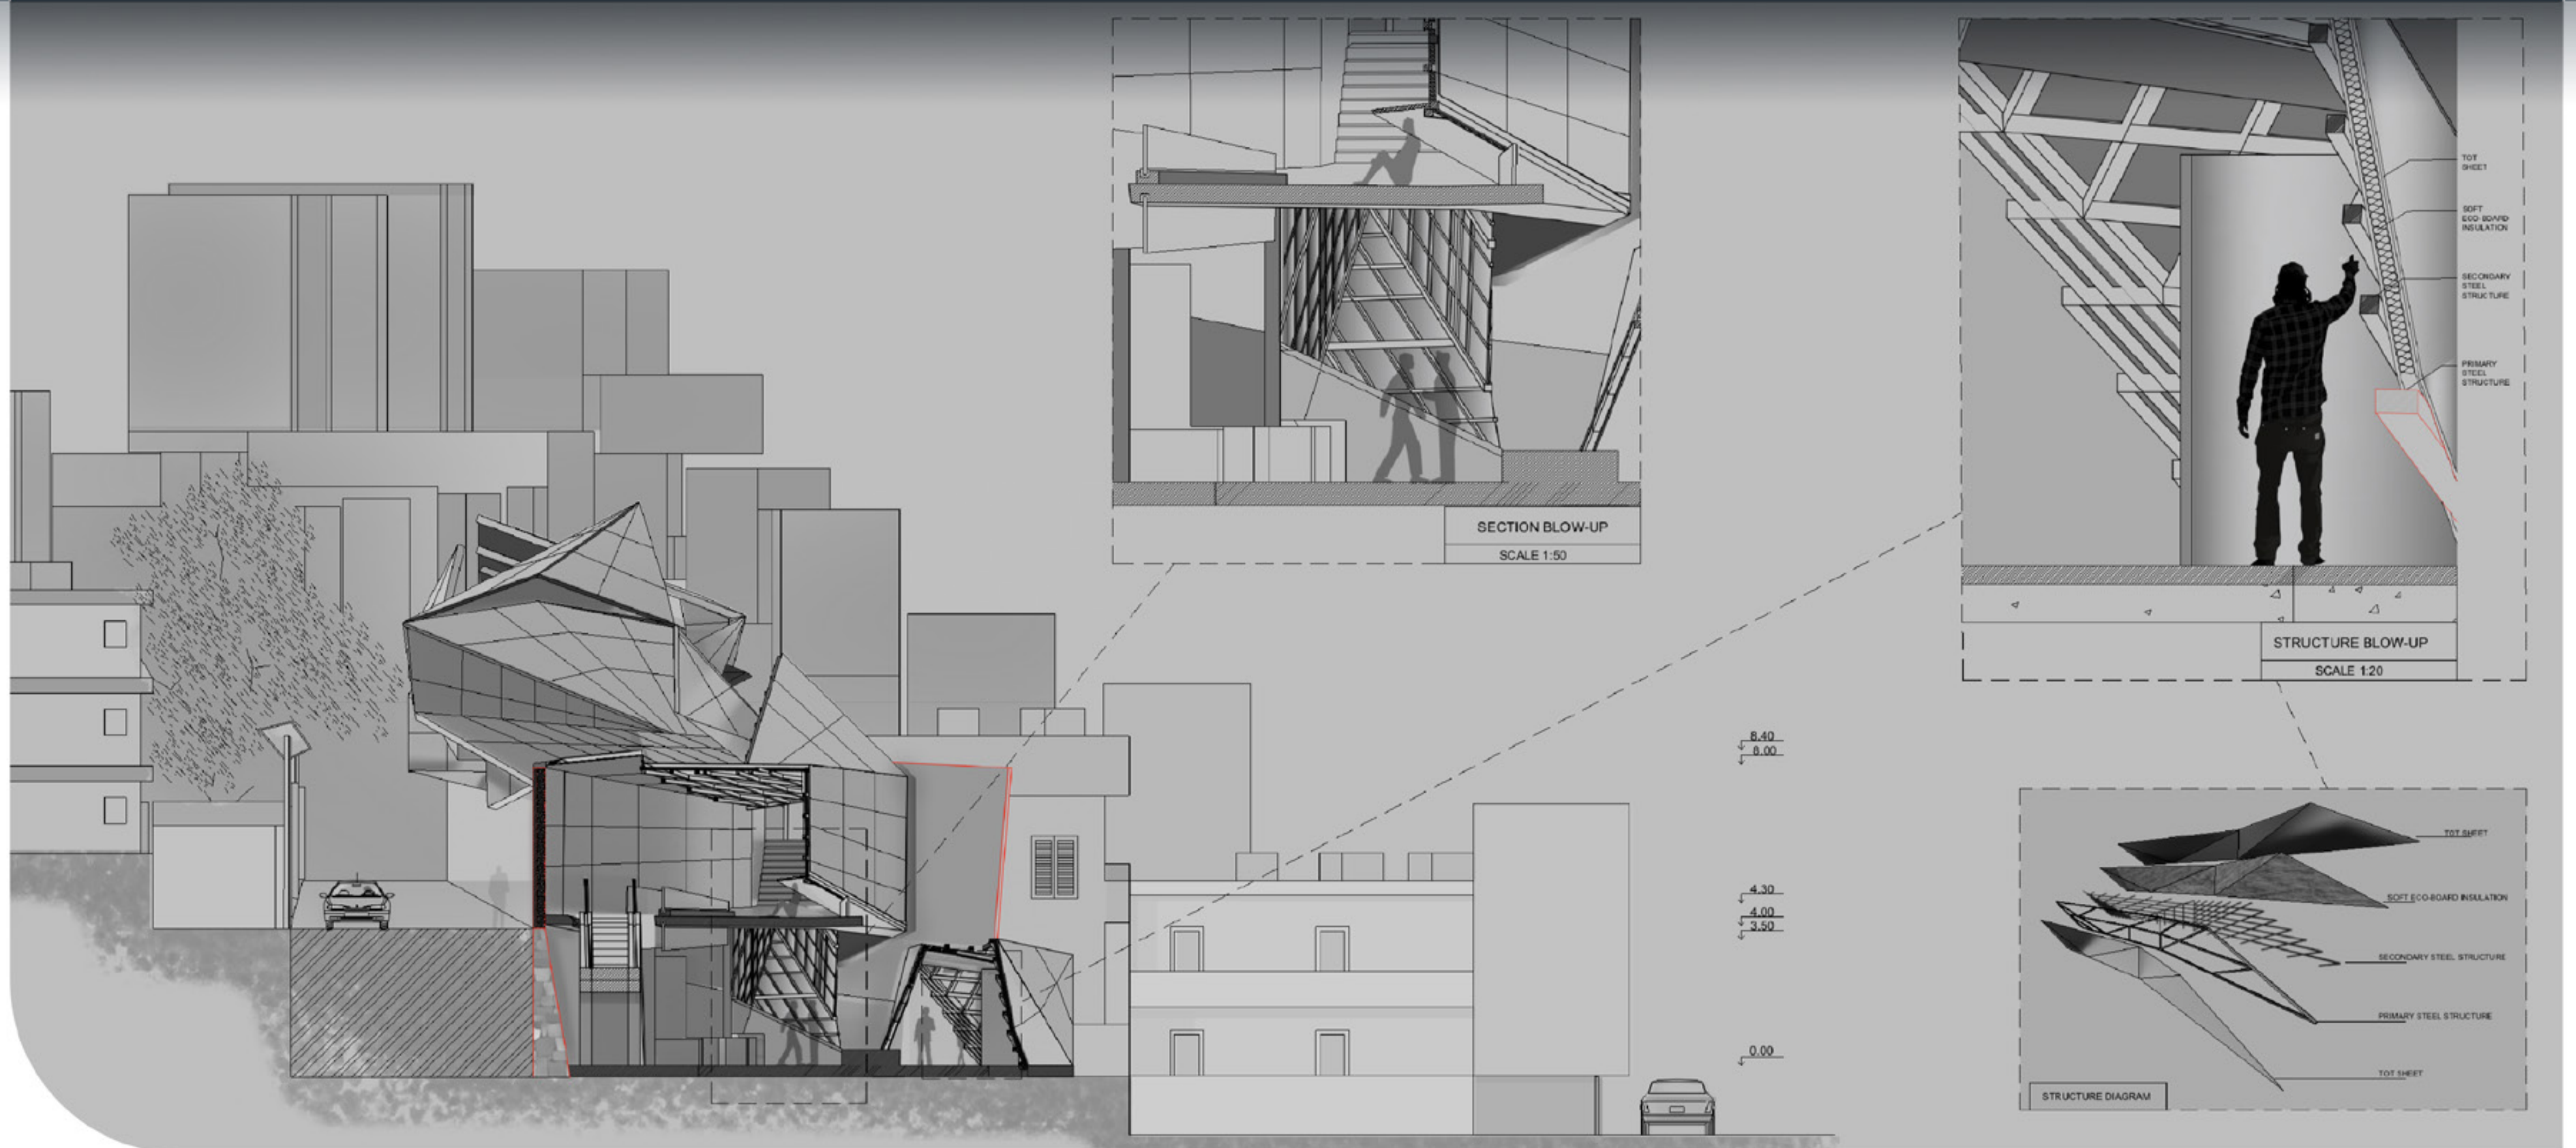 SECTION BLOW-UP
SCALE 1:50
TOT
SHEET
SOFT
ECO-BOARD
INSULATION
SECONDARY
STEEL
STRUCTURE
PRIMARY
STEEL
STRUCTURE
STRUCTURE BLOW-UP
SCALE 1:20
8.40
8.00
4.30
4.00
3.50
0.00
TOT SHEET
SOFT ECO-BOARD INSULATION
SECONDARY STEEL STRUCTURE
PRIMARY STEEL STRUCTURE
TOT SHEET
STRUCTURE DIAGRAM